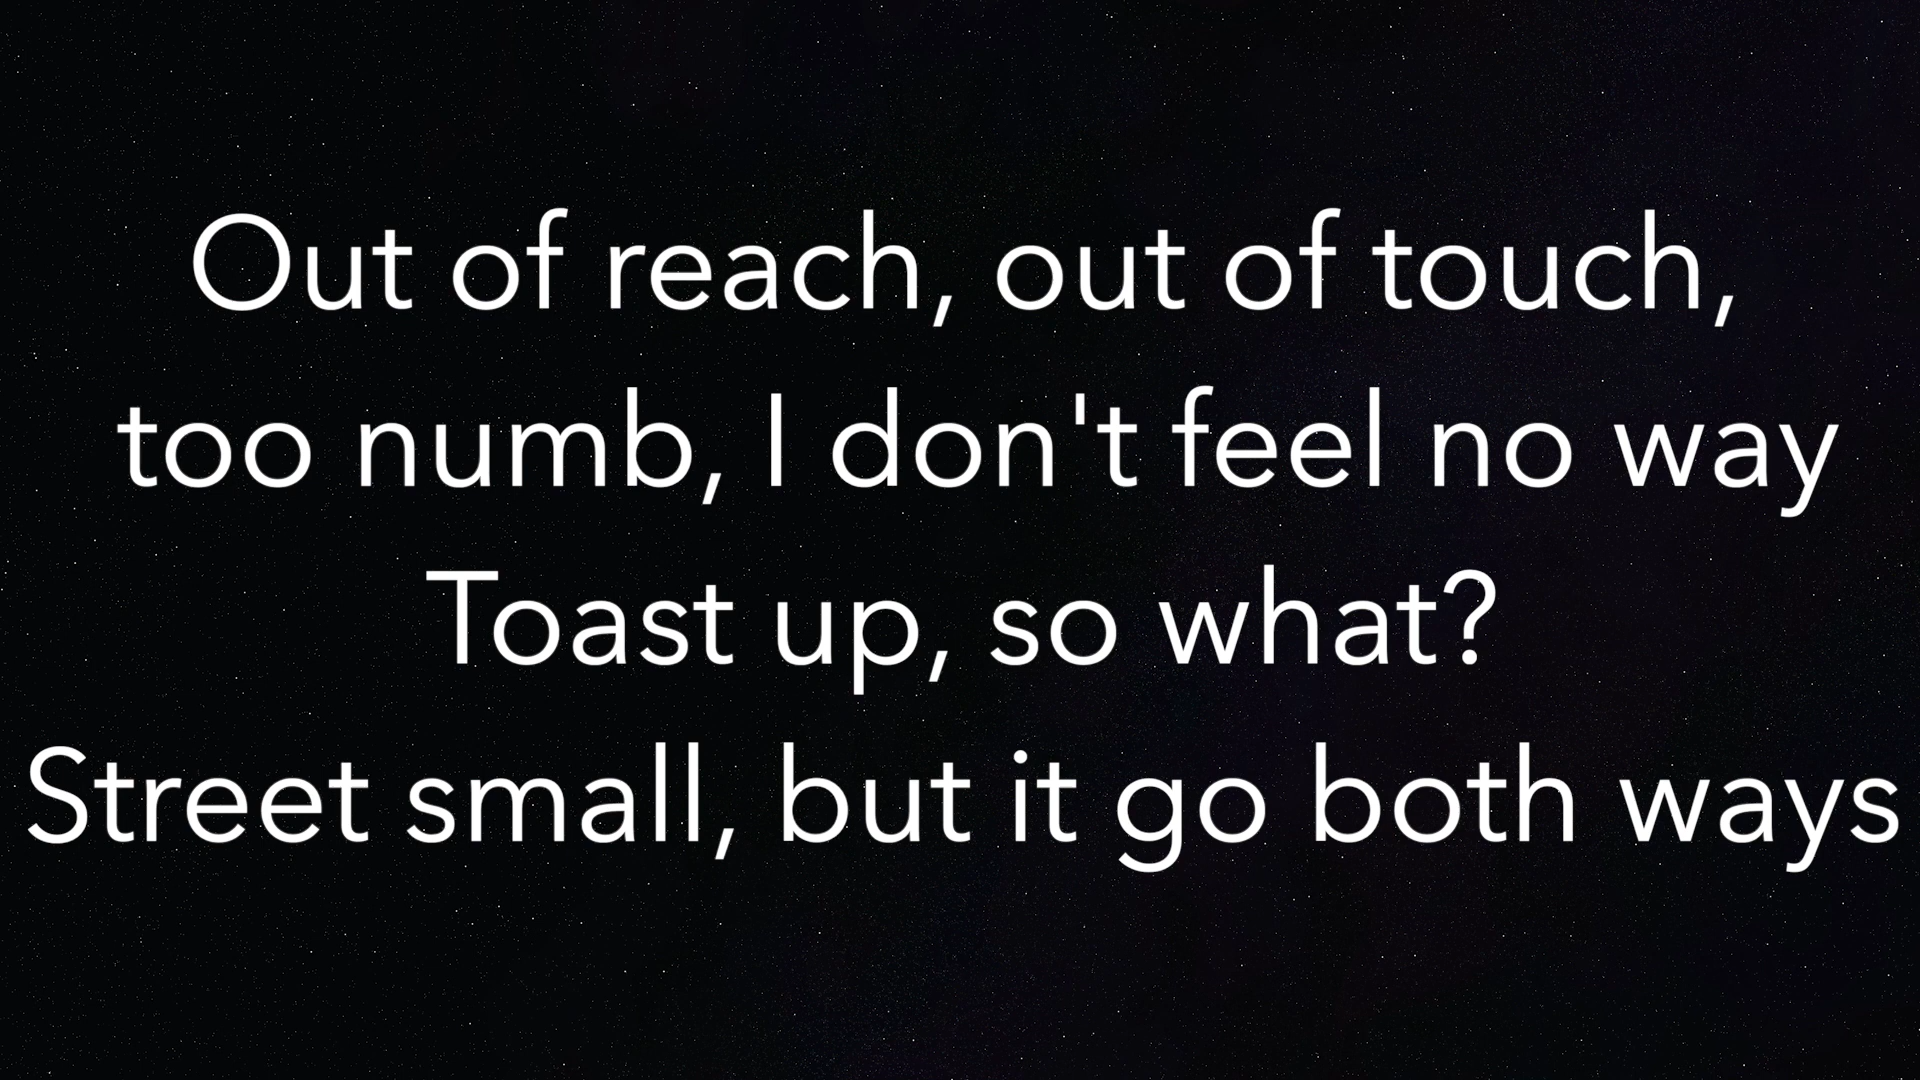 Out of reach, out of touch,
too numb, I don't feel no way
Toast up, so what?
Street small, but it go both ways